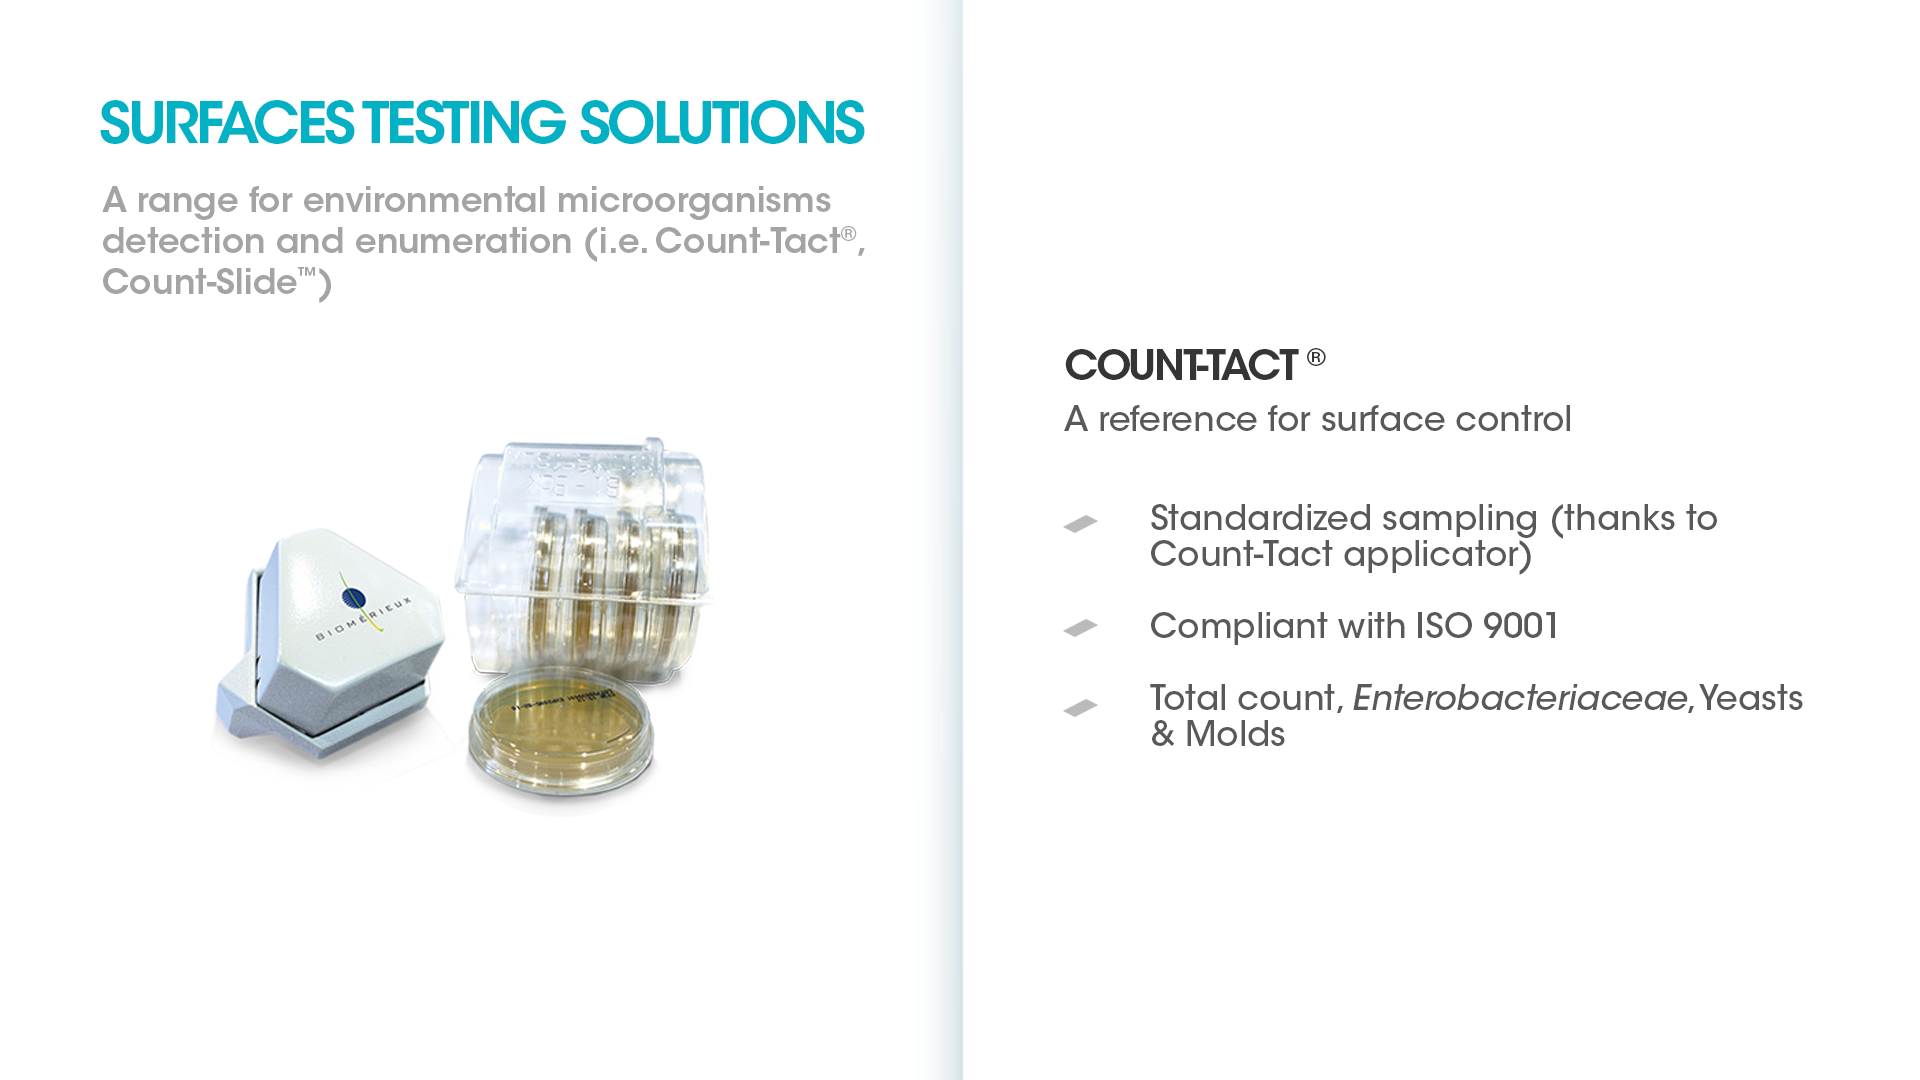 SURFACES TESTING SOLUTIONS
A range for environmental microorganisms
detection and enumeration (i.e. Count-Tact®,
Count-Slide™)
BIOMÉRIEUX
COUNT-TACT ®
A reference for surface control
Standardized sampling (thanks to
Count-Tact applicator)
Compliant with ISO 9001
Total count, Enterobacteriaceae, Yeasts
& Molds